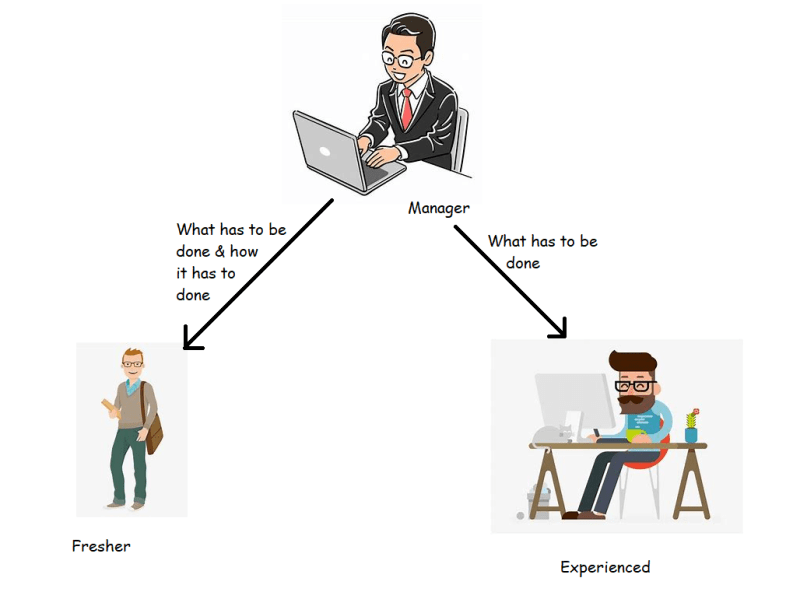 Manager
What has to be
done & how
it has to
done
What has to be
done
Fresher
Experienced